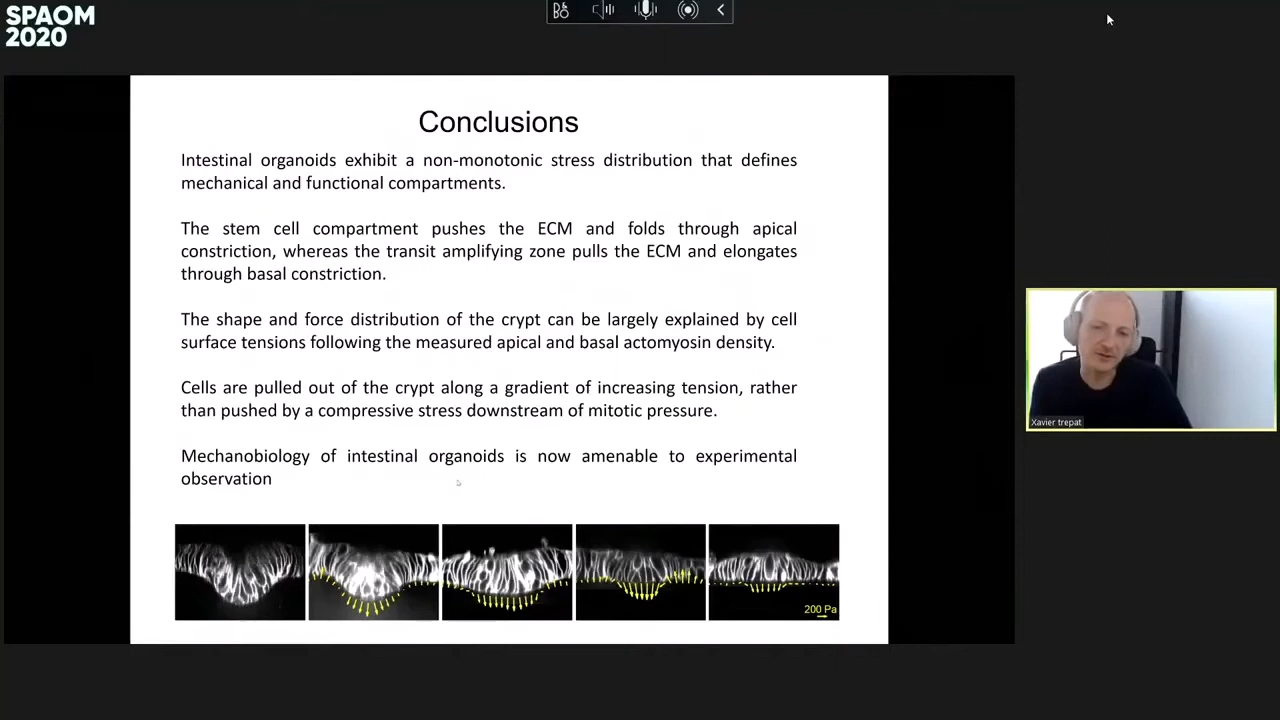 SPAOM
2020
Conclusions
Intestinal organoids exhibit a non-monotonic stress distribution that defines
mechanical and functional compartments.
The stem cell compartment pushes the ECM and folds through apical
constriction, whereas the transit amplifying zone pulls the ECM and elongates
through basal constriction.
The shape and force distribution of the crypt can be largely explained by cell
surface tensions following the measured apical and basal actomyosin density.
Cells are pulled out of the crypt along a gradient of increasing tension, rather
than pushed by a compressive stress downstream of mitotic pressure.
Mechanobiology of intestinal organoids is now amenable to experimental
observation
200 Pa
Xavier trepat